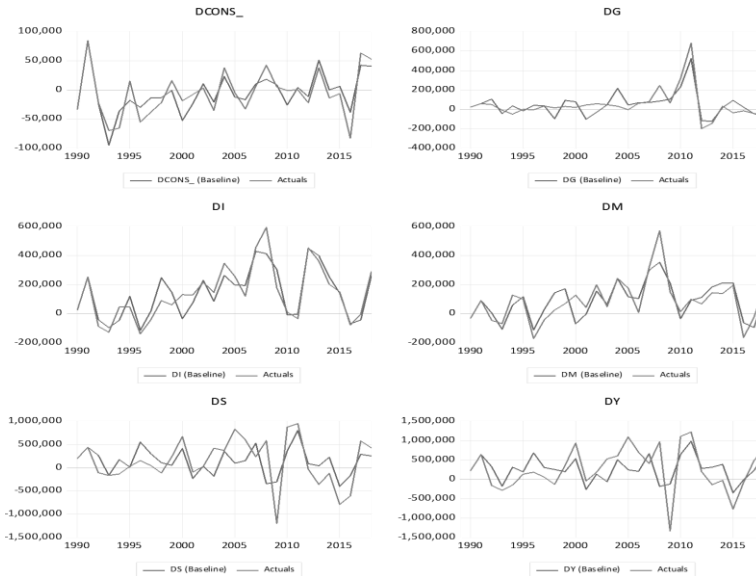 DCONS_
100,000
50,000
0
-50,000
-100,000
1990 1995 2000 2005 2010 2015
DCONS_ (Baseline) Actuals
DG
800,000
600,000
400,000
200,000
0
-200,000
-400,000
1990 1995 2000 2005 2010 2015
DG (Baseline) Actuals
DI
600,000
400,000
200,000
0
-200,000
1990 1995 2000 2005 2010 2015
DI (Baseline) Actuals
DM
600,000
400,000
200,000
0
-200,000
1990 1995 2000 2005 2010 2015
DM (Baseline) Actuals
DS
1,000,000
500,000
0
-500,000
-1,000,000
-1,500,000
1990 1995 2000 2005 2010 2015
DS (Baseline) Actuals
DY
1,500,000
1,000,000
500,000
0
-500,000
-1,000,000
-1,500,000
1990 1995 2000 2005 2010 2015
DY (Baseline) Actuals